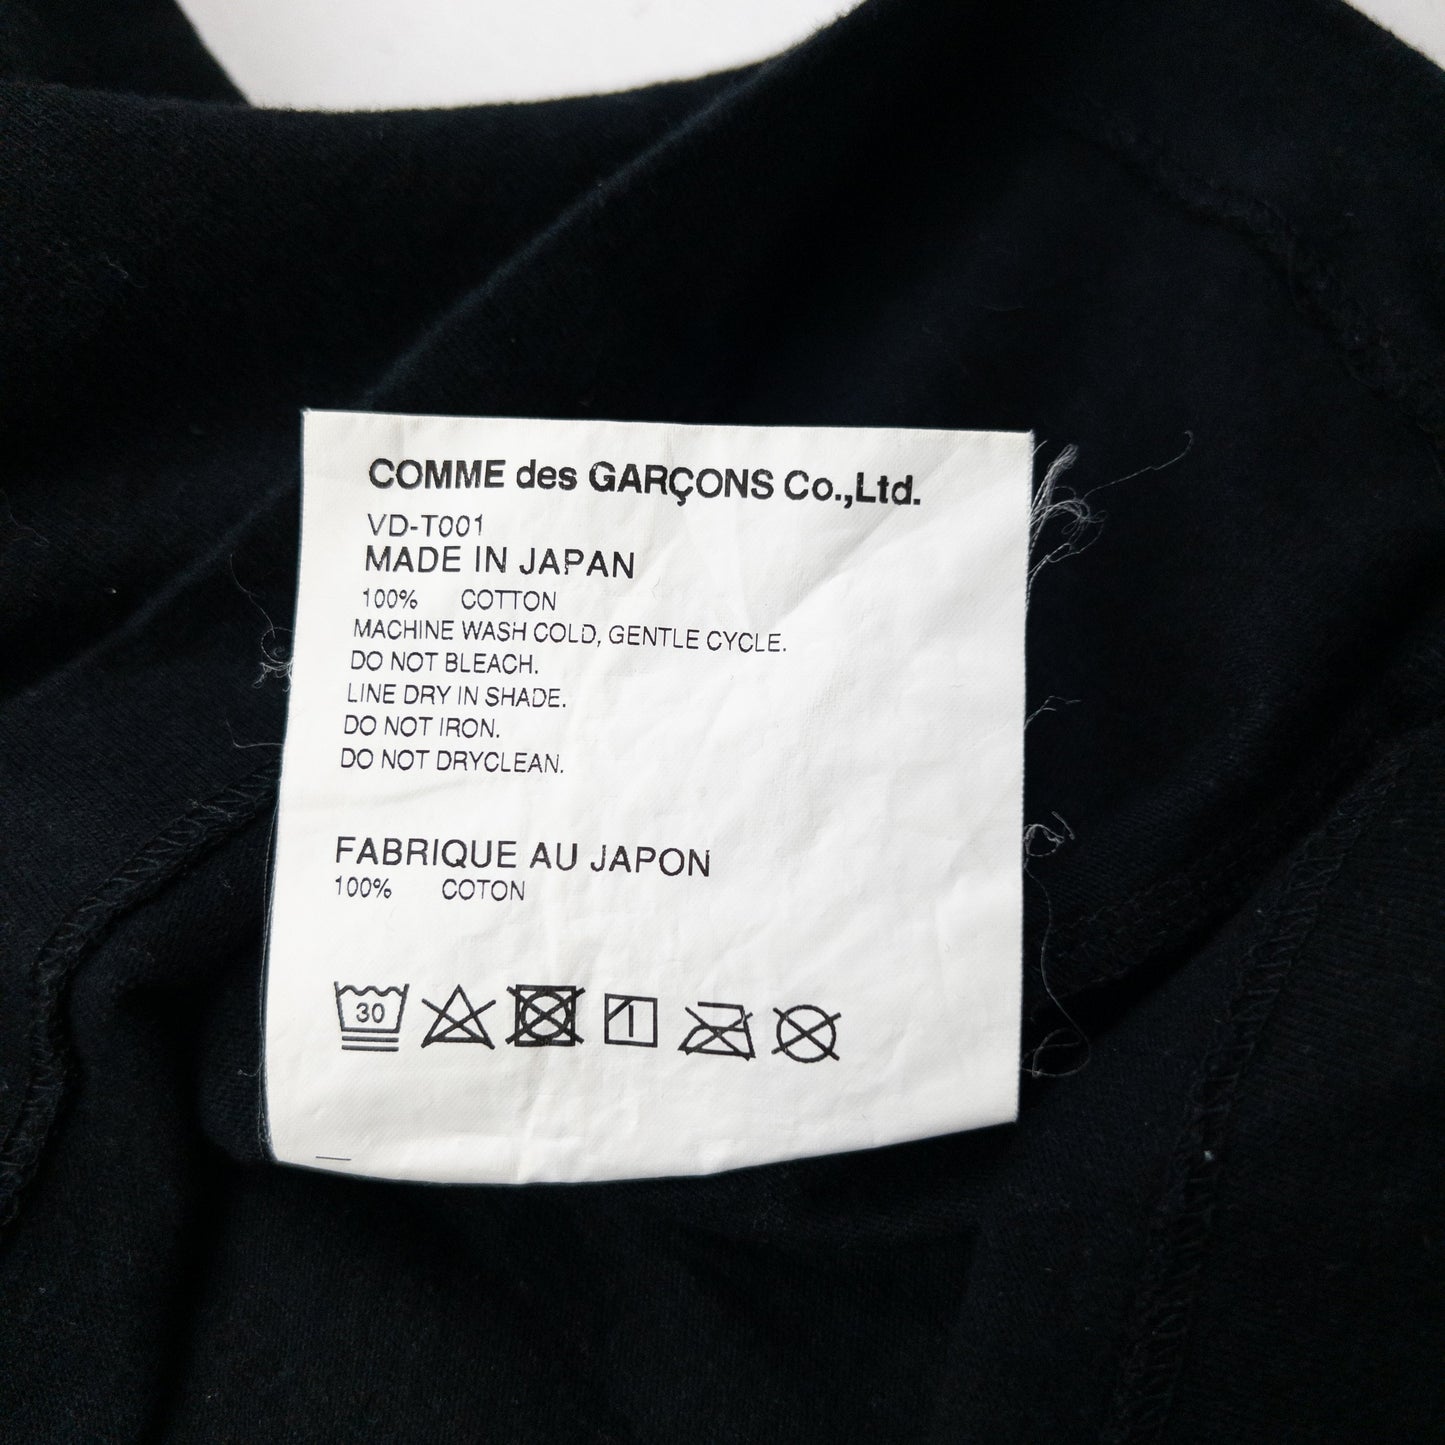 COMME des GARÇONS Co.,Ltd.
VD-T001
MADE IN JAPAN
100% COTTON
MACHINE WASH COLD, GENTLE CYCLE.
DO NOT BLEACH.
LINE DRY IN SHADE.
DO NOT IRON.
DO NOT DRYCLEAN.
FABRIQUE AU JAPON
100% COTON
30